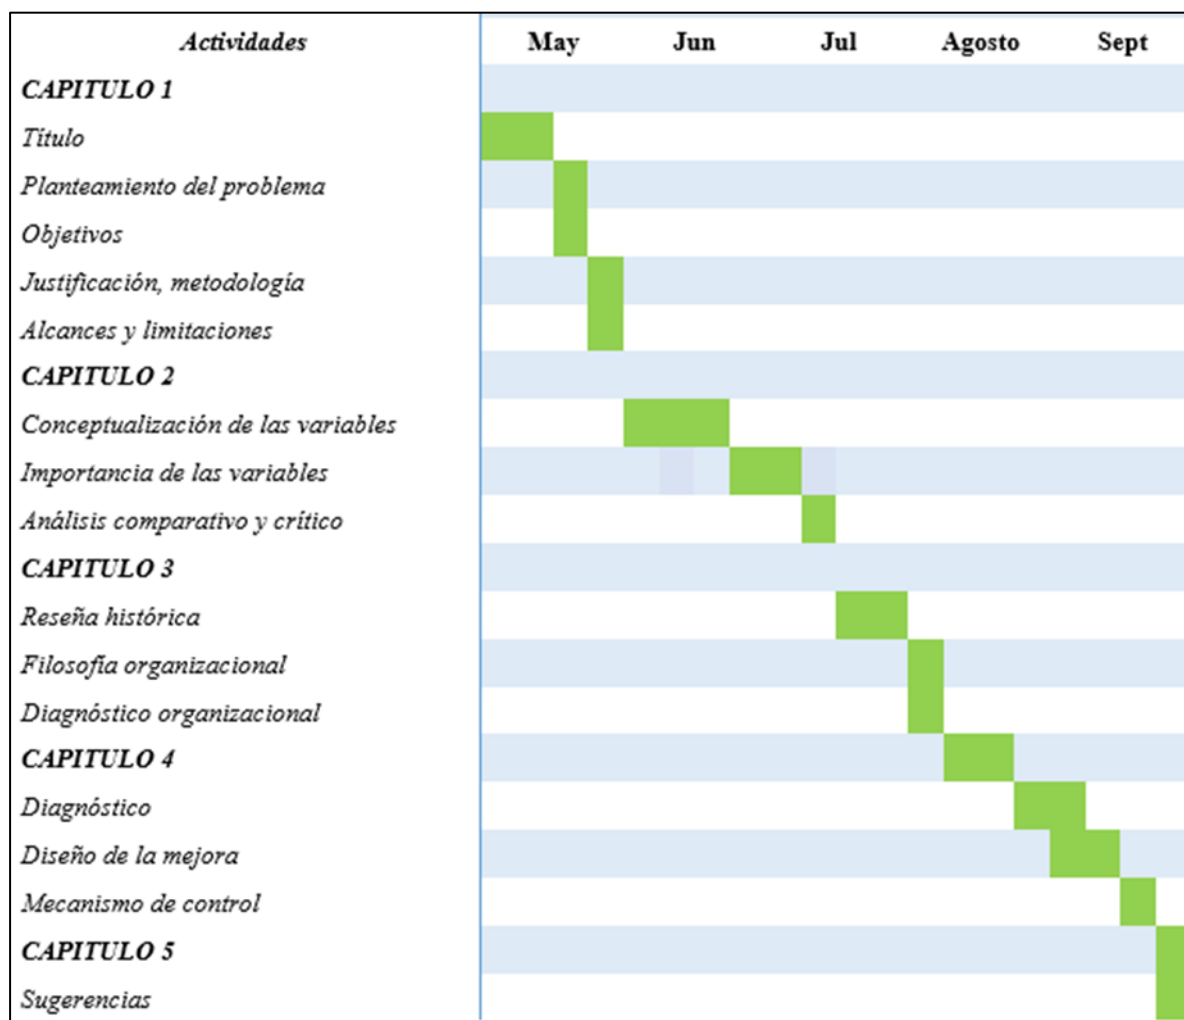 Actividades May Jun Jul Agosto Sept
CAPITULO 1
Título
Planteamiento del problema
Objetivos
Justificación, metodología
Alcances y limitaciones
CAPITULO 2
Conceptualización de las variables
Importancia de las variables
Análisis comparativo y crítico
CAPITULO 3
Reseña histórica
Filosofía organizacional
Diagnóstico organizacional
CAPITULO 4
Diagnóstico
Diseño de la mejora
Mecanismo de control
CAPITULO 5
Sugerencias